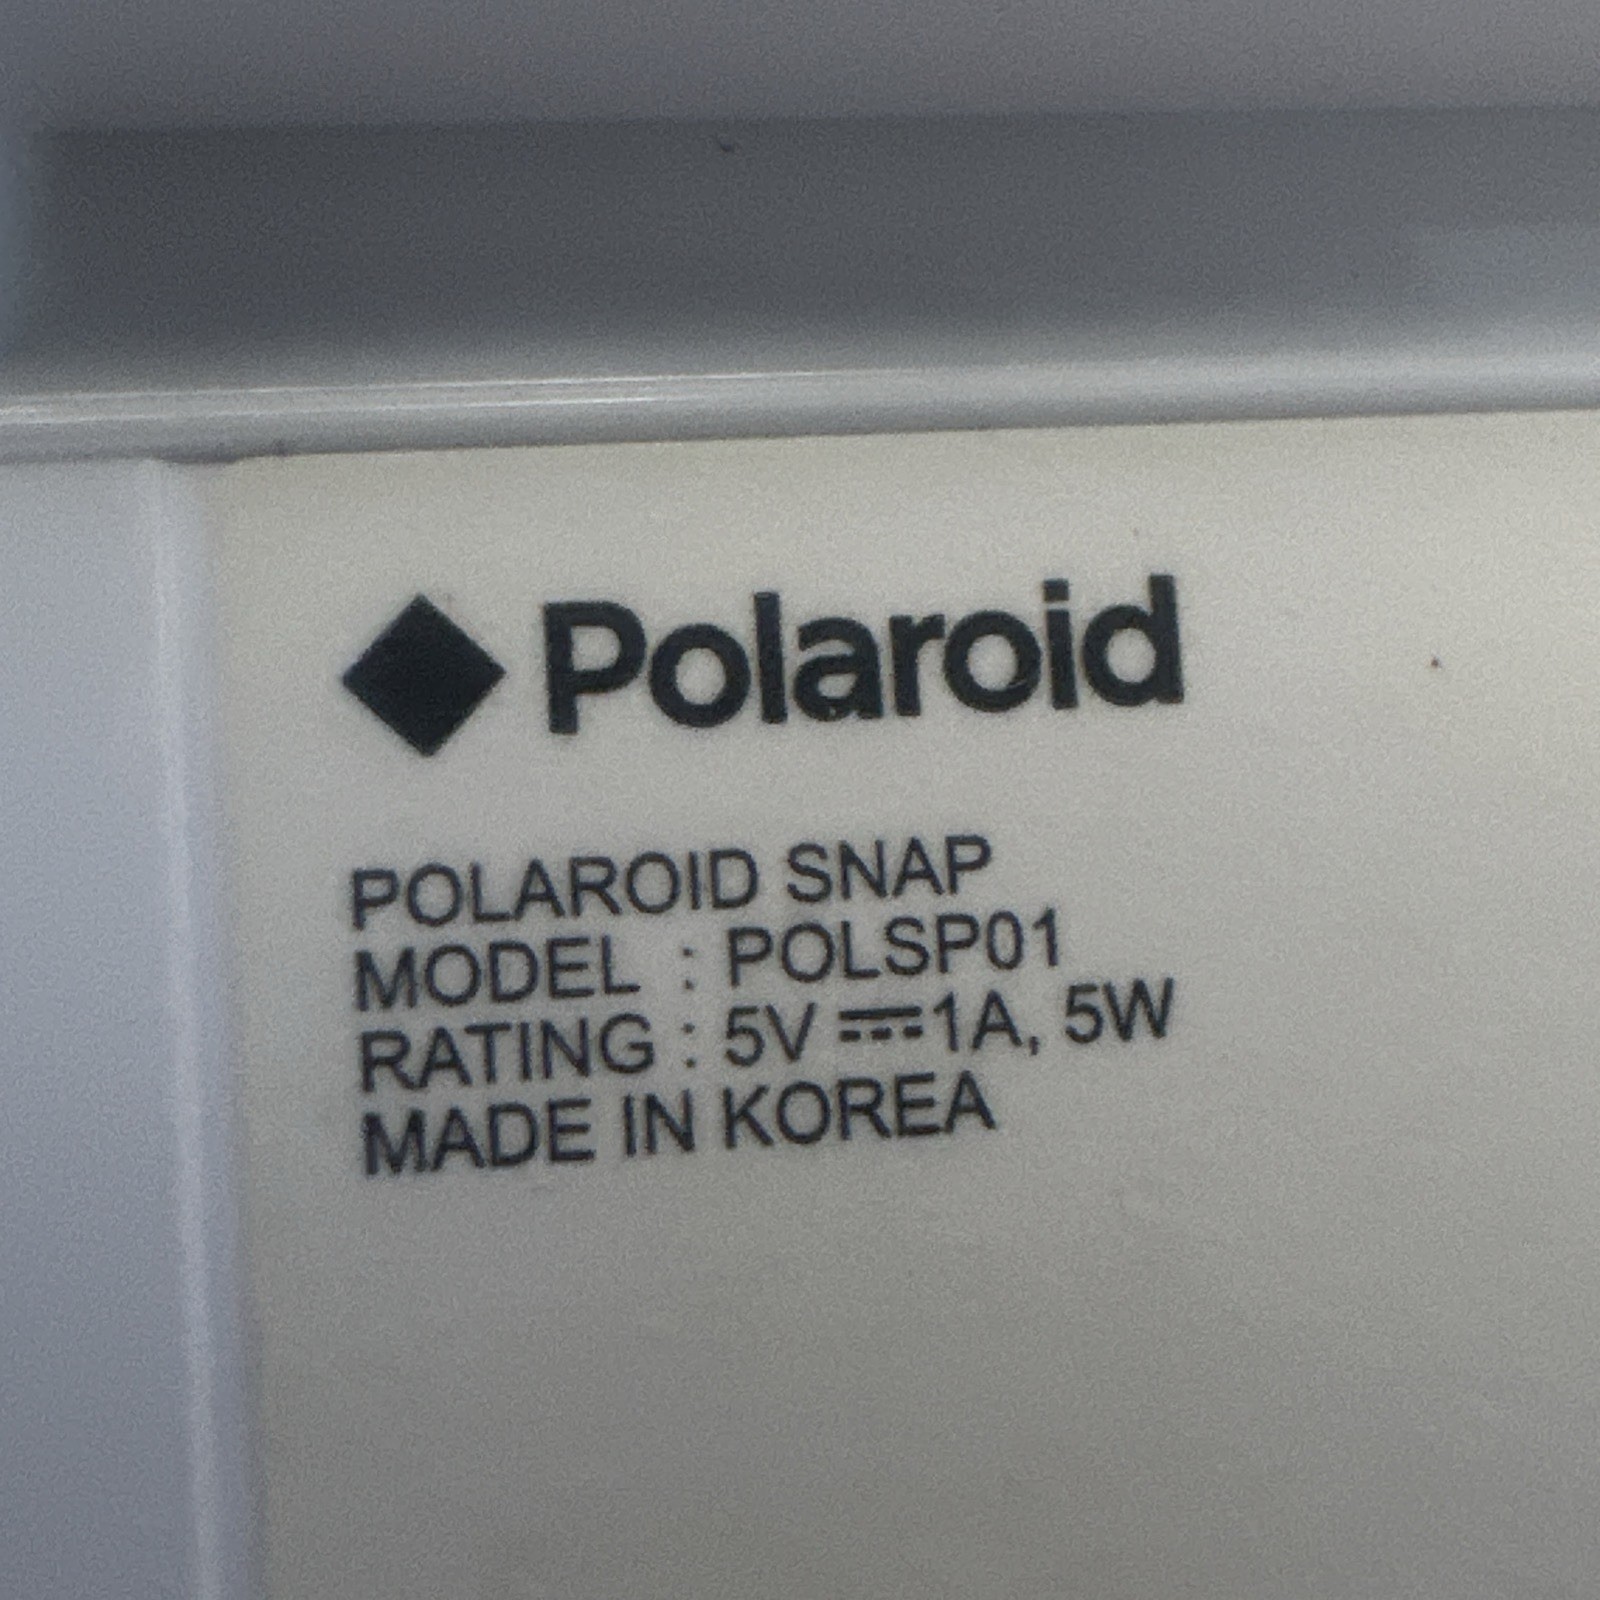 Polaroid
POLAROID SNAP
MODEL : POLSP01
RATING : 5V ⎓1A, 5W
MADE IN KOREA